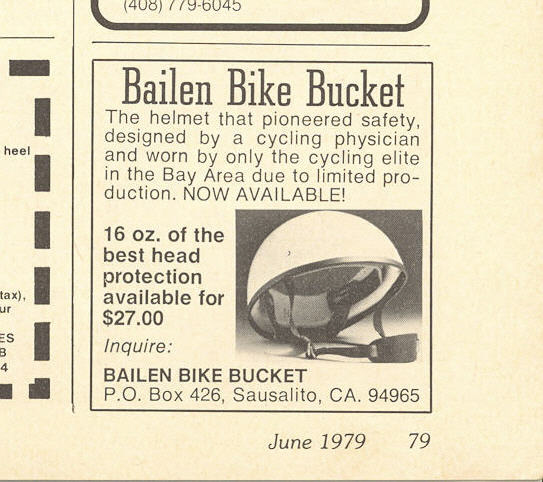 (408) 779-6045
heel
tax),
ur
ES
B
4
Bailen Bike Bucket
The helmet that pioneered safety,
designed by a cycling physician
and worn by only the cycling elite
in the Bay Area due to limited pro-
duction. NOW AVAILABLE!
16 oz. of the
best head
protection
available for
$27.00
Inquire:
BAILEN BIKE BUCKET
P.O. Box 426, Sausalito, CA. 94965
June 1979 79